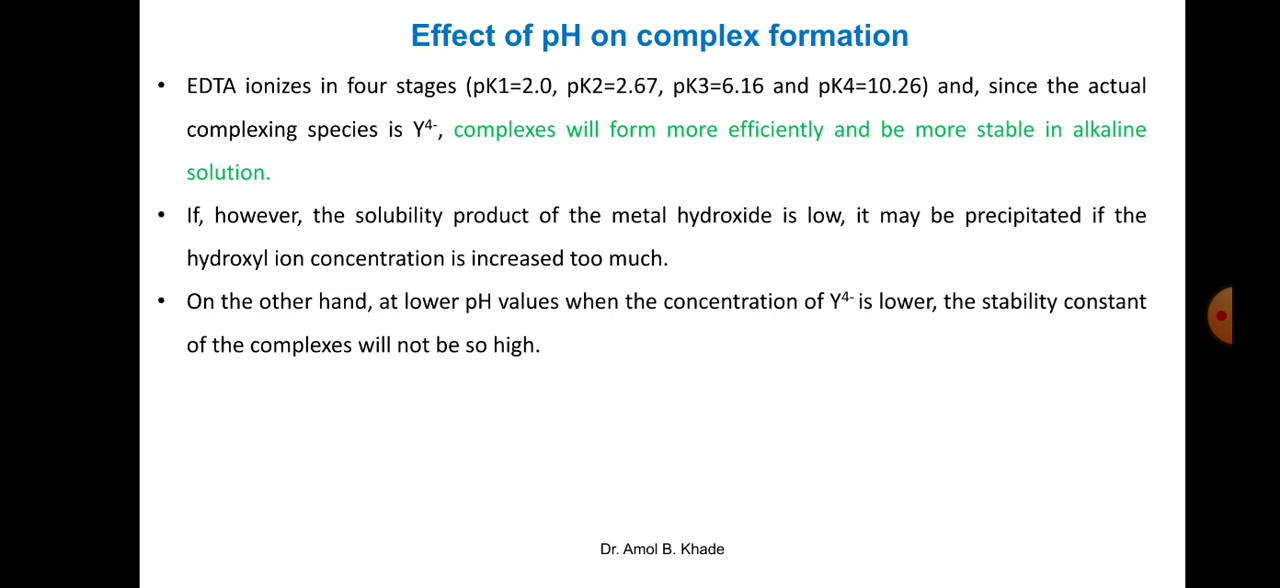 Effect of pH on complex formation
• EDTA ionizes in four stages (pK1=2.0, pK2=2.67, pK3=6.16 and pK4=10.26) and, since the actual
complexing species is Y⁴⁻, complexes will form more efficiently and be more stable in alkaline
solution.
• If, however, the solubility product of the metal hydroxide is low, it may be precipitated if the
hydroxyl ion concentration is increased too much.
• On the other hand, at lower pH values when the concentration of Y⁴⁻ is lower, the stability constant
of the complexes will not be so high.
Dr. Amol B. Khade